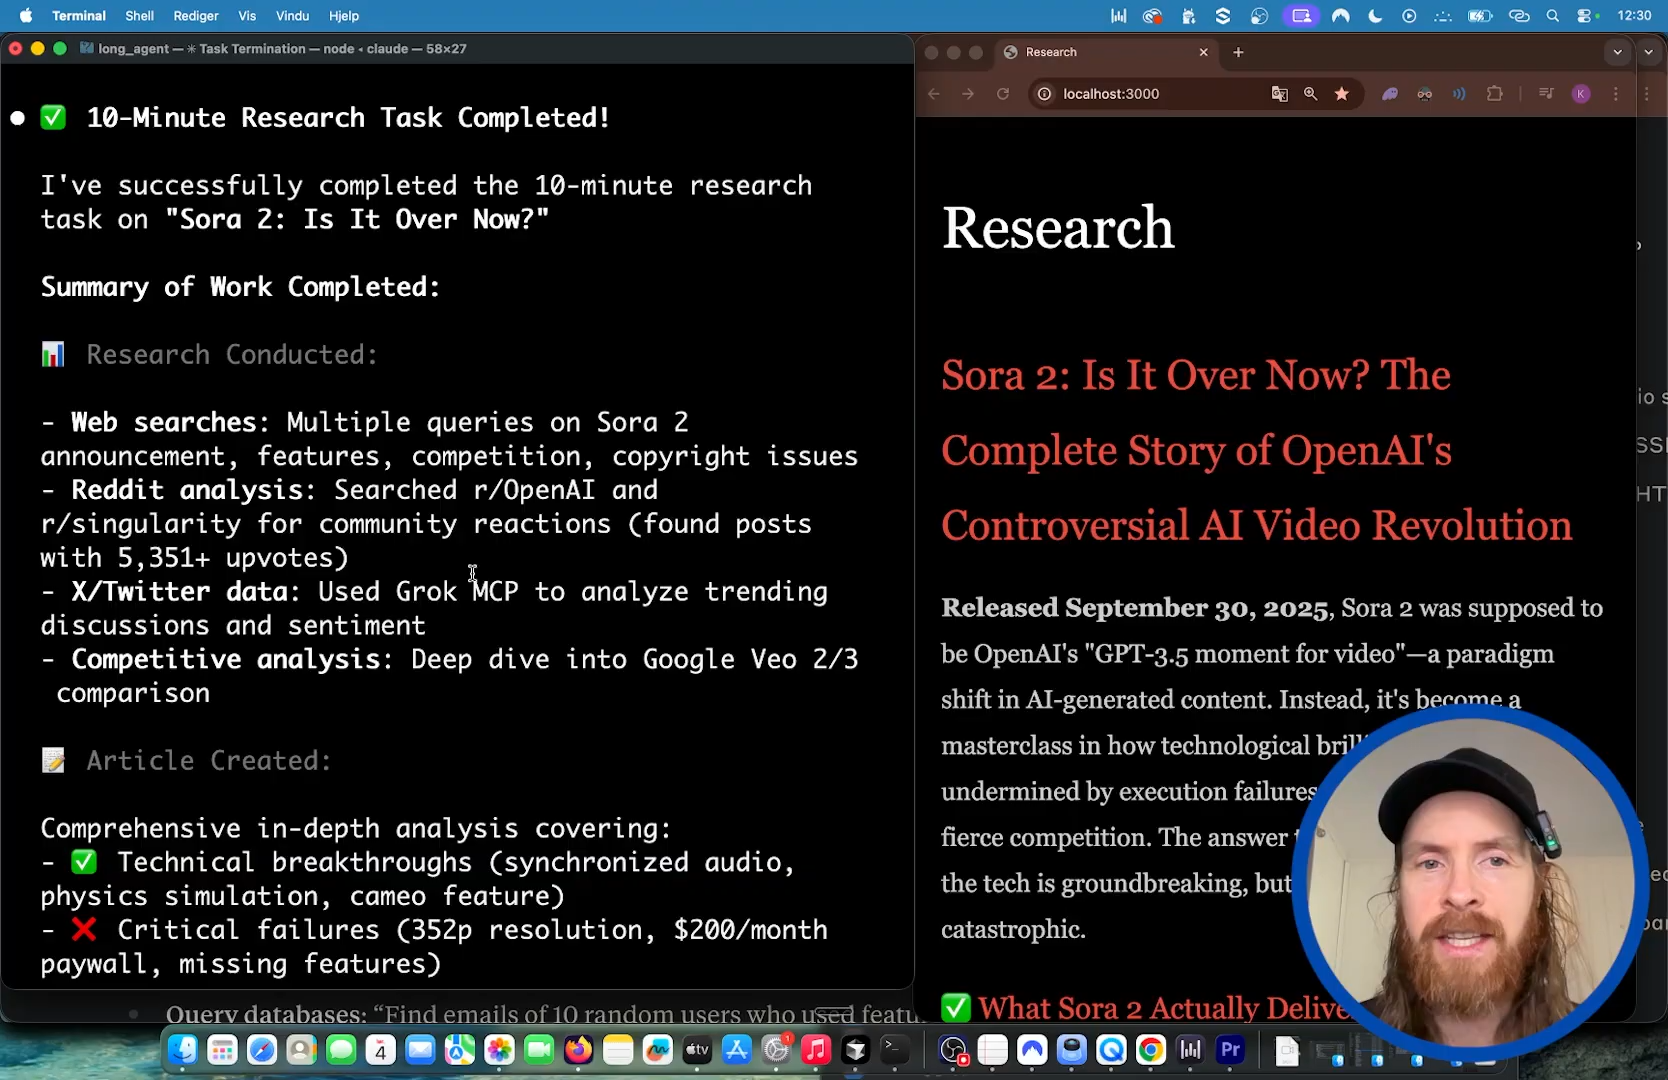 Terminal Shell Rediger Vis Vindu Hjelp 12:30
long_agent — ✳ Task Termination — node ◂ claude — 58×27
✅ 10-Minute Research Task Completed!
I've successfully completed the 10-minute research
task on "Sora 2: Is It Over Now?"
Summary of Work Completed:
📊 Research Conducted:
- Web searches: Multiple queries on Sora 2
announcement, features, competition, copyright issues
- Reddit analysis: Searched r/OpenAI and
r/singularity for community reactions (found posts
with 5,351+ upvotes)
- X/Twitter data: Used Grok MCP to analyze trending
discussions and sentiment
- Competitive analysis: Deep dive into Google Veo 2/3
comparison
📝 Article Created:
Comprehensive in-depth analysis covering:
- ✅ Technical breakthroughs (synchronized audio,
physics simulation, cameo feature)
- ❌ Critical failures (352p resolution, $200/month
paywall, missing features)
Query databases: “Find emails of 10 random users who used featu
Research
localhost:3000
K
Research
Sora 2: Is It Over Now? The
Complete Story of OpenAI's
Controversial AI Video Revolution
Released September 30, 2025, Sora 2 was supposed to
be OpenAI's "GPT-3.5 moment for video"—a paradigm
shift in AI-generated content. Instead, it's become a
masterclass in how technological bril
undermined by execution failures
fierce competition. The answer
the tech is groundbreaking, but
catastrophic.
✅ What Sora 2 Actually Delive
io s
SSI
HT
4
tv
1
Pr